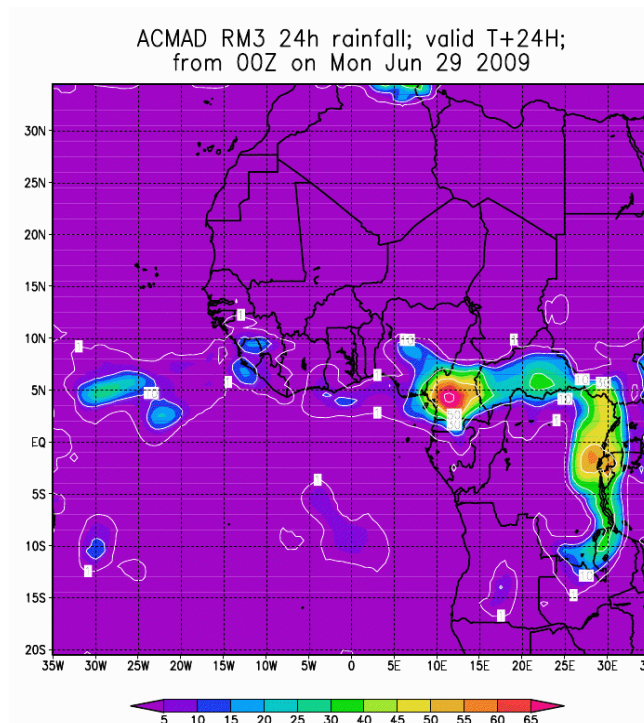 ACMAD RM3 24h rainfall; valid T+24H;
from 00Z on Mon Jun 29 2009
30N
25N
20N
15N
10N
5N
EQ
5S
10S
15S
20S
35W 30W 25W 20W 15W 10W 5W 0 5E 10E 15E 20E 25E 30E
5 10 15 20 25 30 40 45 50 55 60 65